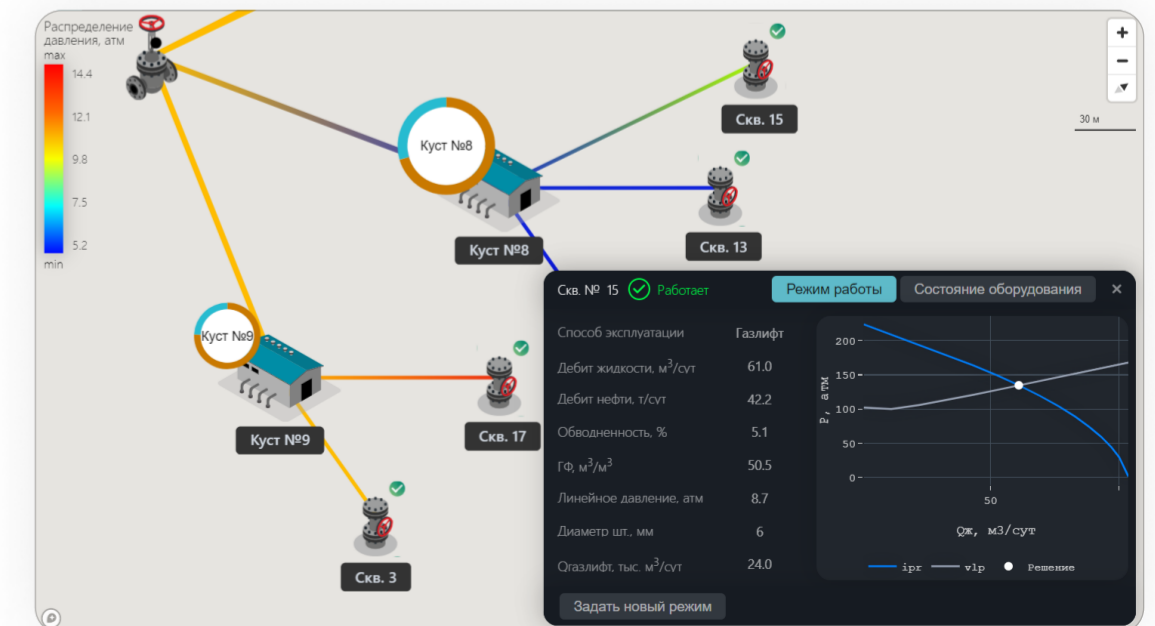 Распределение
давления, атм
max
14.4
12.1
9.8
7.5
5.2
min
+
−
30 м
Куст №8
Скв. 15
Скв. 13
Куст №8
Куст №9
Куст №9
Скв. 17
Скв. 3
Скв. № 15 Работает Режим работы Состояние оборудования ×
Способ эксплуатации Газлифт
Дебит жидкости, м³/сут 61.0
Дебит нефти, т/сут 42.2
Обводненность, % 5.1
ГФ, м³/м³ 50.5
Линейное давление, атм 8.7
Диаметр шт., мм 6
Qгазлифт, тыс. м³/сут 24.0
Задать новый режим
P, атм
200
150
100
50
0
50
Qж, м3/сут
ipr vlp Решение